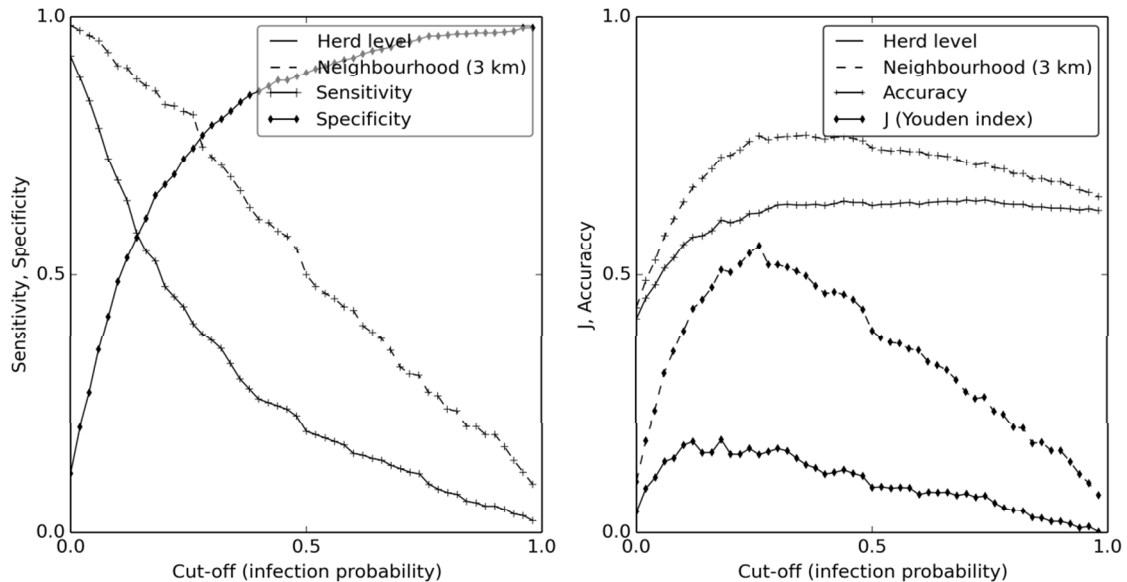 1.0
0.5
0.0
Sensitivity, Specificity
Herd level
Neighbourhood (3 km)
Sensitivity
Specificity
0.0
0.5
1.0
Cut-off (infection probability)
1.0
0.5
0.0
J, Accuraccy
Herd level
Neighbourhood (3 km)
Accuracy
J (Youden index)
0.0
0.5
1.0
Cut-off (infection probability)